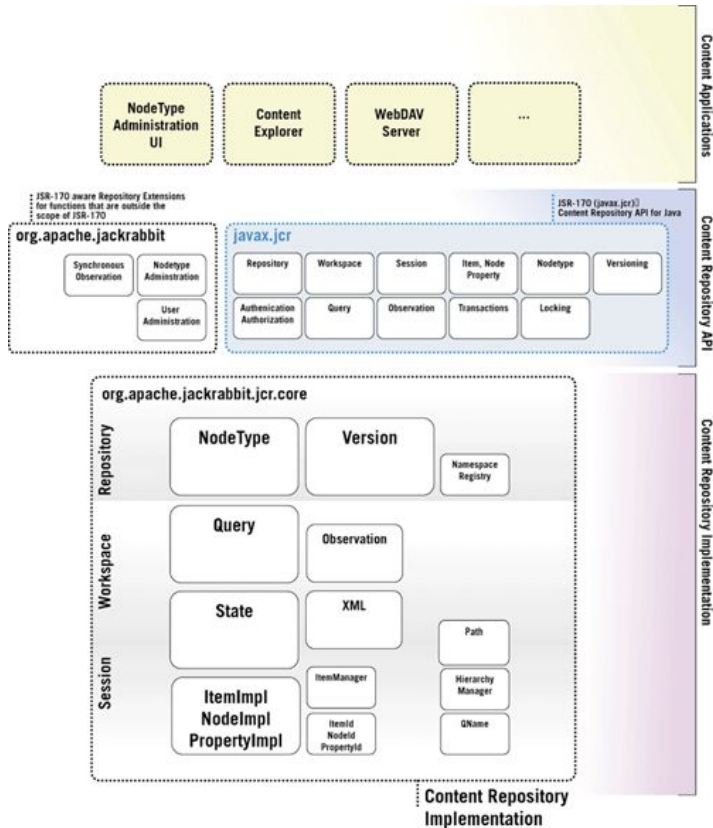 Content Applications
NodeType
Administration
UI
Content
Explorer
WebDAV
Server
...
JSR-170 aware Repository Extensions
for functions that are outside the
scope of JSR-170
JSR-170 (javax.jcr)
Content Repository API for Java
Content Repository API
org.apache.jackrabbit
Synchronous
Observation
Nodetype
Adminstration
User
Administration
javax.jcr
Repository
Workspace
Session
Item, Node
Property
Nodetype
Versioning
Authenication
Authorization
Query
Observation
Transactions
Locking
Content Repository Implementation
org.apache.jackrabbit.jcr.core
Repository
NodeType
Version
Namespace
Registry
Workspace
Query
Observation
State
XML
Path
Session
ItemImpl
NodeImpl
PropertyImpl
ItemManager
Hierarchy
Manager
ItemId
NodeId
PropertyId
QName
Content Repository
Implementation